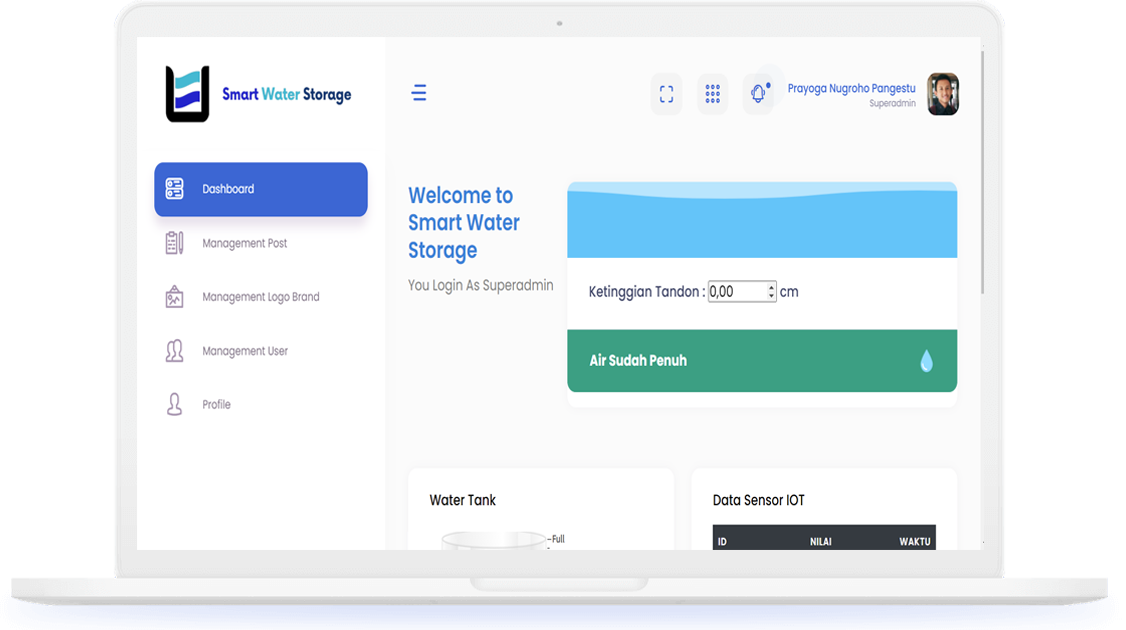 Smart Water Storage
Prayoga Nugroho Pangestu
Superadmin
Dashboard
Management Post
Management Logo Brand
Management User
Profile
Welcome to
Smart Water
Storage
You Login As Superadmin
Ketinggian Tandon : 0,00 cm
Air Sudah Penuh
Water Tank
Full
Data Sensor IOT
ID NILAI WAKTU